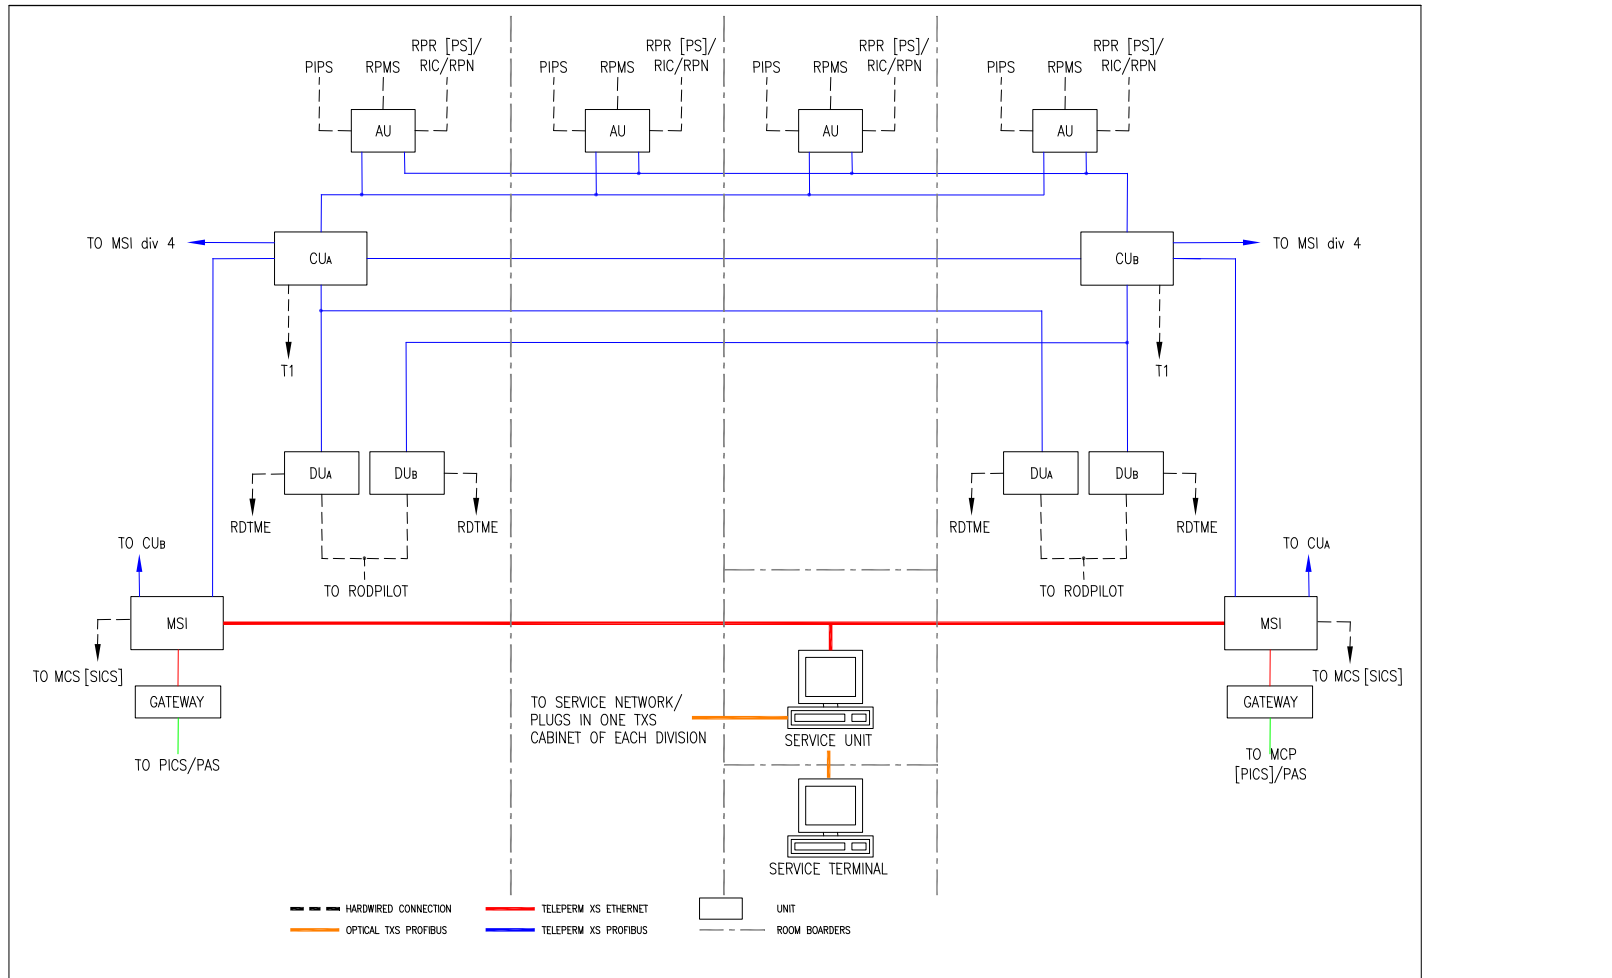 RPR [PS]/
PIPS RPMS RIC/RPN
RPR [PS]/
PIPS RPMS RIC/RPN
RPR [PS]/
PIPS RPMS RIC/RPN
RPR [PS]/
PIPS RPMS RIC/RPN
AU AU AU AU
TO MSI div 4
CUA
CUB
TO MSI div 4
T1
T1
DUA
DUB
DUA
DUB
RDTME
RDTME
RDTME
RDTME
TO CUB
TO CUA
TO RODPILOT
TO RODPILOT
MSI
MSI
TO MCS [SICS]
TO MCS [SICS]
GATEWAY
GATEWAY
TO SERVICE NETWORK/
PLUGS IN ONE TXS
CABINET OF EACH DIVISION
SERVICE UNIT
TO PICS/PAS
TO MCP
[PICS]/PAS
SERVICE TERMINAL
HARDWIRED CONNECTION
TELEPERM XS ETHERNET
UNIT
OPTICAL TXS PROFIBUS
TELEPERM XS PROFIBUS
ROOM BOARDERS